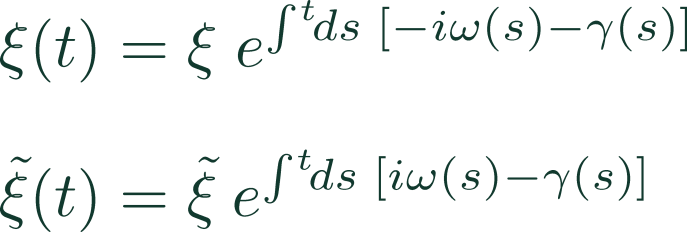 ξ(t) = ξ e^{∫^t ds [−iω(s)−γ(s)]}
ξ̃(t) = ξ̃ e^{∫^t ds [iω(s)−γ(s)]}